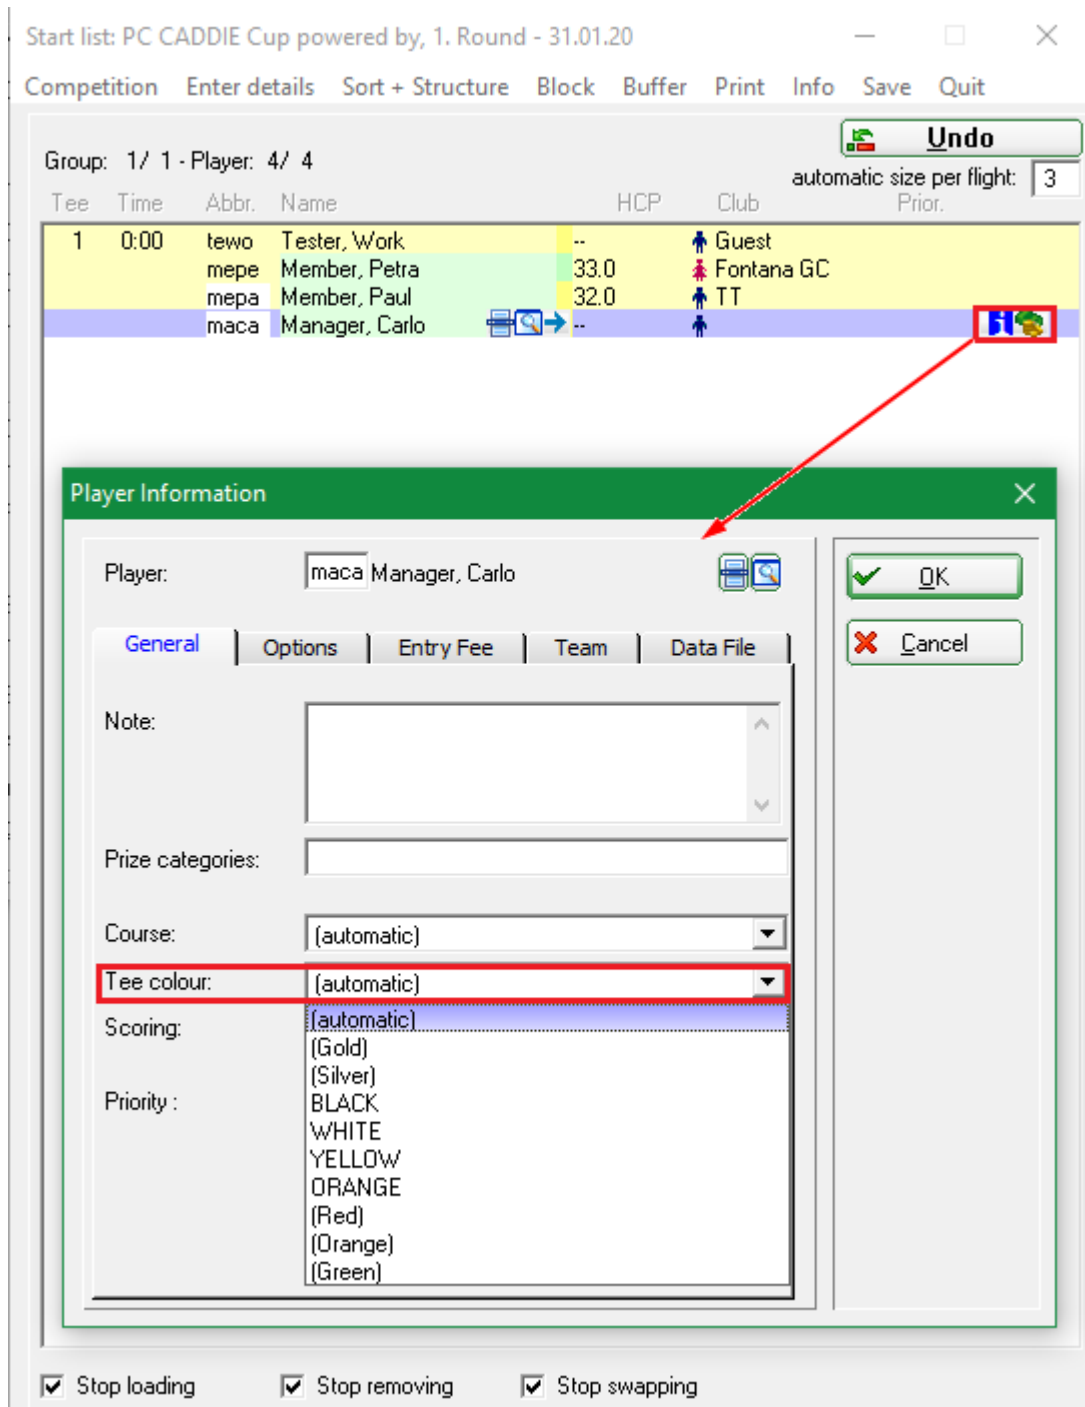 Start list: PC CADDIE Cup powered by, 1. Round - 31.01.20
Competition Enter details Sort + Structure Block Buffer Print Info Save Quit
Undo
Group: 1/ 1 - Player: 4/ 4
automatic size per flight: 3
Tee Time Abbr. Name HCP Club Prior.
1 0:00 tewo Tester, Work -- Guest
mepe Member, Petra 33.0 Fontana GC
mepa Member, Paul 32.0 TT
maca Manager, Carlo --
Player Information
Player: maca Manager, Carlo
OK
General Options Entry Fee Team Data File
Cancel
Note:
Prize categories:
Course: (automatic)
Tee colour: (automatic)
(automatic)
Scoring:
(Gold)
(Silver)
Priority : BLACK
WHITE
YELLOW
ORANGE
(Red)
(Orange)
(Green)
Stop loading Stop removing Stop swapping